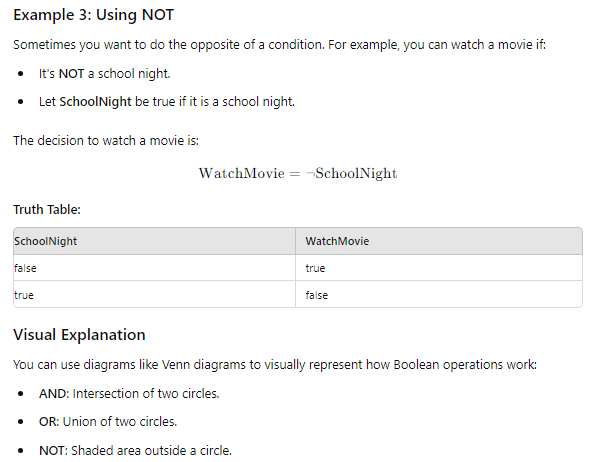 Example 3: Using NOT
Sometimes you want to do the opposite of a condition. For example, you can watch a movie if:
• It's NOT a school night.
• Let SchoolNight be true if it is a school night.
The decision to watch a movie is:
WatchMovie = ¬SchoolNight
Truth Table:
SchoolNight WatchMovie
false true
true false
Visual Explanation
You can use diagrams like Venn diagrams to visually represent how Boolean operations work:
• AND: Intersection of two circles.
• OR: Union of two circles.
• NOT: Shaded area outside a circle.